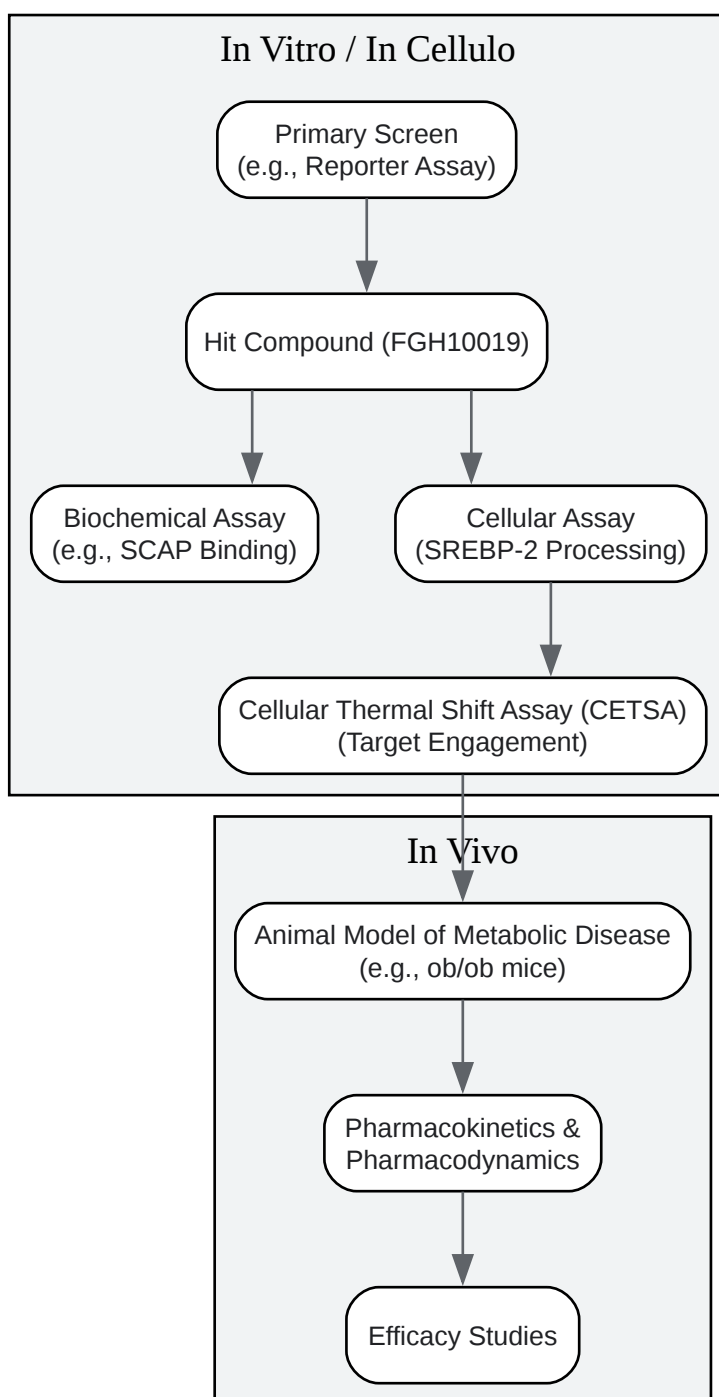 In Vitro / In Cellulo
Primary Screen
(e.g., Reporter Assay)
Hit Compound (FGH10019)
Biochemical Assay
(e.g., SCAP Binding)
Cellular Assay
(SREBP-2 Processing)
Cellular Thermal Shift Assay (CETSA)
(Target Engagement)
In Vivo
Animal Model of Metabolic Disease
(e.g., ob/ob mice)
Pharmacokinetics &
Pharmacodynamics
Efficacy Studies